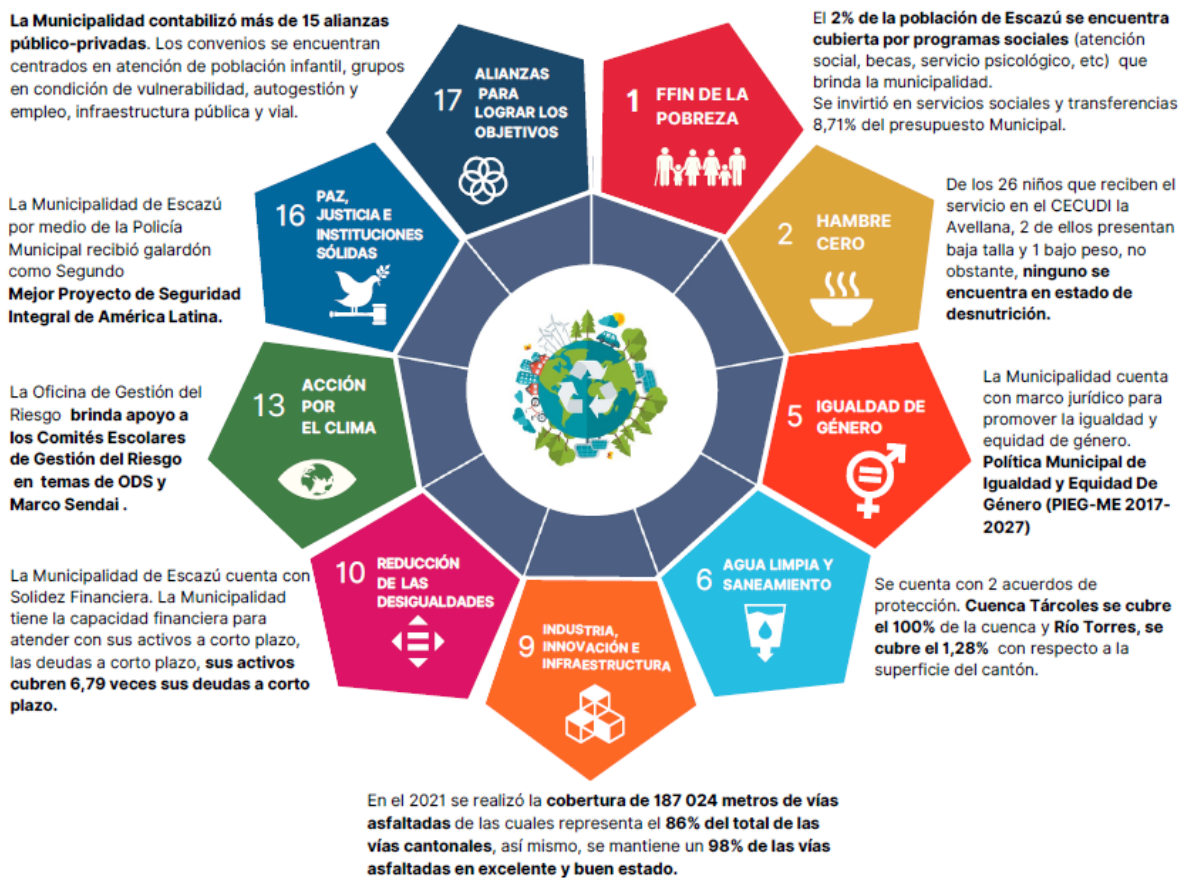 La Municipalidad contabilizó más de 15 alianzas
público-privadas. Los convenios se encuentran
centrados en atención de población infantil, grupos
en condición de vulnerabilidad, autogestión y
empleo, infraestructura pública y vial.
17
ALIANZAS
PARA
LOGRAR LOS
OBJETIVOS
1
FFIN DE LA
POBREZA
El 2% de la población de Escazú se encuentra
cubierta por programas sociales (atención
social, becas, servicio psicológico, etc) que
brinda la municipalidad.
Se invirtió en servicios sociales y transferencias
8,71% del presupuesto Municipal.
La Municipalidad de Escazú
por medio de la Policía
Municipal recibió galardón
como Segundo
Mejor Proyecto de Seguridad
Integral de América Latina.
16
PAZ,
JUSTICIA E
INSTITUCIONES
SÓLIDAS
2
HAMBRE
CERO
De los 26 niños que reciben el
servicio en el CECUDI la
Avellana, 2 de ellos presentan
baja talla y 1 bajo peso, no
obstante, ninguno se
encuentra en estado de
desnutrición.
La Oficina de Gestión del
Riesgo brinda apoyo a
los Comités Escolares
de Gestión del Riesgo
en temas de ODS y
Marco Sendai .
13
ACCIÓN
POR
EL CLIMA
5
IGUALDAD DE
GÉNERO
La Municipalidad cuenta
con marco jurídico para
promover la igualdad y
equidad de género.
Política Municipal de
Igualdad y Equidad De
Género (PIEG-ME 2017-
2027)
La Municipalidad de Escazú cuenta con
Solidez Financiera. La Municipalidad
tiene la capacidad financiera para
atender con sus activos a corto plazo,
las deudas a corto plazo, sus activos
cubren 6,79 veces sus deudas a corto
plazo.
10
REDUCCIÓN
DE LAS
DESIGUALDADES
9
INDUSTRIA,
INNOVACIÓN E
INFRAESTRUCTURA
6
AGUA LIMPIA Y
SANEAMIENTO
Se cuenta con 2 acuerdos de
protección. Cuenca Tárcoles se cubre
el 100% de la cuenca y Río Torres, se
cubre el 1,28% con respecto a la
superficie del cantón.
En el 2021 se realizó la cobertura de 187 024 metros de vías
asfaltadas de las cuales representa el 86% del total de las
vías cantonales, así mismo, se mantiene un 98% de las vías
asfaltadas en excelente y buen estado.